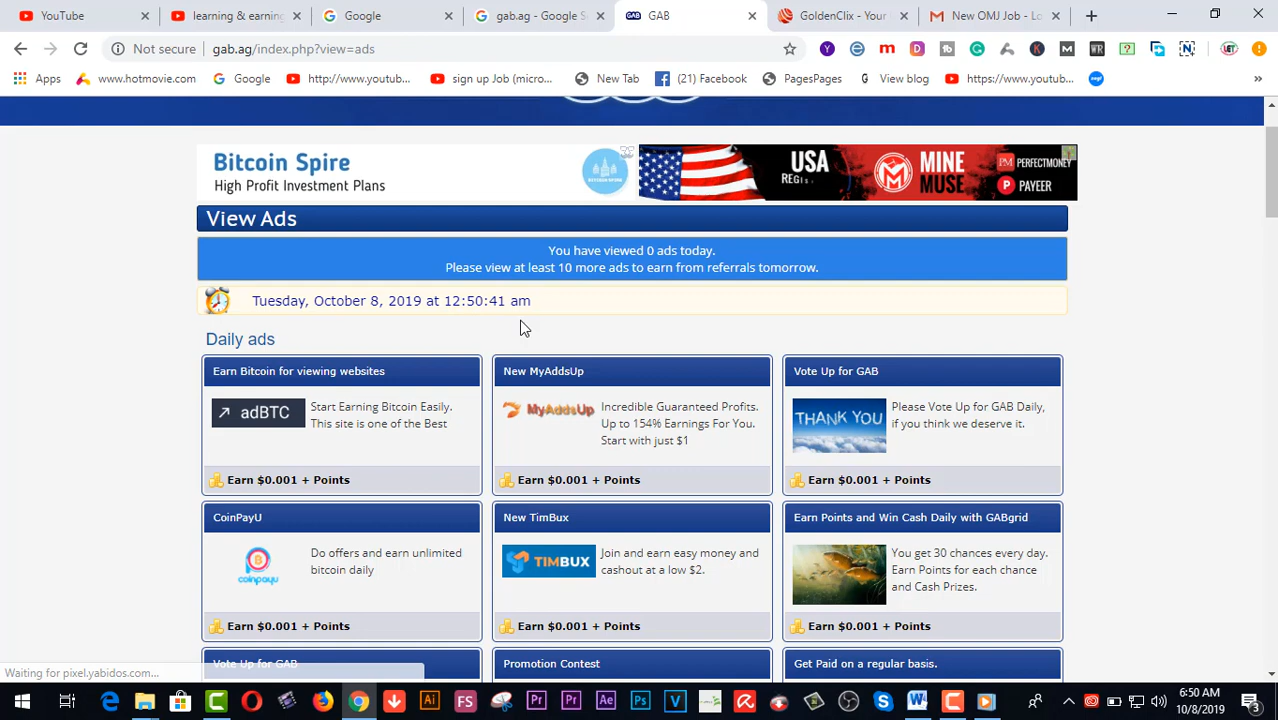 YouTube
learning & earning
Google
gab.ag - Google S
GAB
GoldenClix - Your
New OMJ Job - Lo
Not secure | gab.ag/index.php?view=ads
Apps
www.hotmovie.com
Google
http://www.youtub...
sign up Job (micro...
New Tab
(21) Facebook
PagesPages
View blog
https://www.youtub...
Bitcoin Spire
High Profit Investment Plans
USA
MINE
MUSE
PERFECTMONEY
PAYEER
View Ads
You have viewed 0 ads today.
Please view at least 10 more ads to earn from referrals tomorrow.
Tuesday, October 8, 2019 at 12:50:41 am
Daily ads
Earn Bitcoin for viewing websites
adBTC
Start Earning Bitcoin Easily.
This site is one of the Best
Earn $0.001 + Points
New MyAddsUp
MyAddsUp
Incredible Guaranteed Profits.
Up to 154% Earnings For You.
Start with just $1
Earn $0.001 + Points
Vote Up for GAB
THANK YOU
Please Vote Up for GAB Daily,
if you think we deserve it.
Earn $0.001 + Points
CoinPayU
coinpayu
Do offers and earn unlimited
bitcoin daily
Earn $0.001 + Points
New TimBux
TIMBUX
Join and earn easy money and
cashout at a low $2.
Earn $0.001 + Points
Earn Points and Win Cash Daily with GABgrid
You get 30 chances every day.
Earn Points for each chance
and Cash Prizes.
Earn $0.001 + Points
Vote Up for GAB
Promotion Contest
Get Paid on a regular basis.
Waiting for pixel.yabidos.com...
6:50 AM
10/8/2019